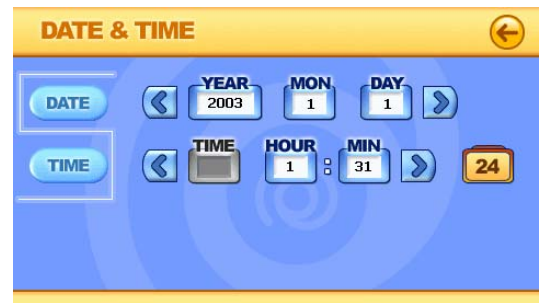 DATE & TIME
YEAR MON DAY
DATE 2003 1 1
TIME HOUR MIN
TIME 1 : 31 24